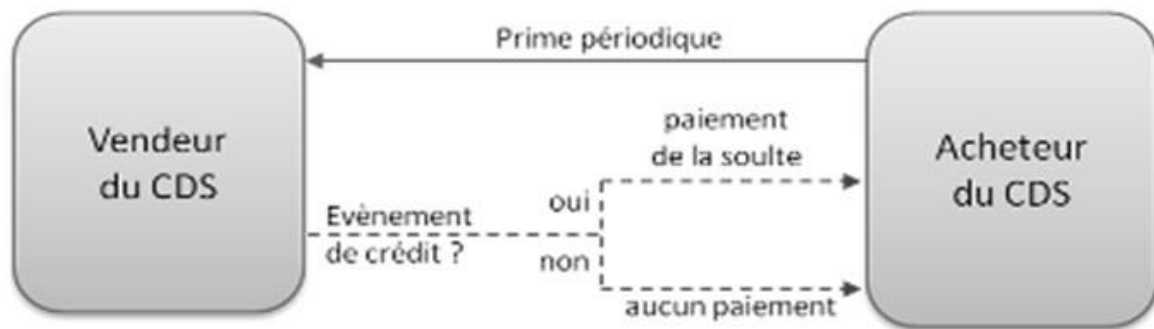 Prime périodique
Vendeur
du CDS
paiement
de la soulte
Acheteur
du CDS
oui
Evènement
de crédit ?
non
aucun paiement